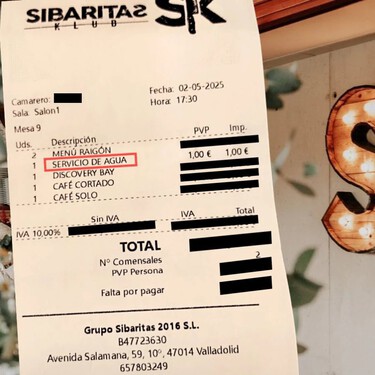 SIBARITAS SK
KLUB
Fecha: 02-05-2025
Camarero:
Hora: 17:30
Sala: Salon1
Mesa 9
Uds. Descripción PVP Imp.
2 MENÚ RAIGÓN
1 SERVICIO DE AGUA 1,00 € 1,00 €
1 DISCOVERY BAY
1 CAFÉ CORTADO
1 CAFÉ SOLO
Sin IVA IVA Total
IVA 10,00%
TOTAL
Nº Comensales 2
PVP Persona
Falta por pagar
Grupo Sibaritas 2016 S.L.
B47723630
Avenida Salamana, 59, 10º, 47014 Valladolid
657803249
S